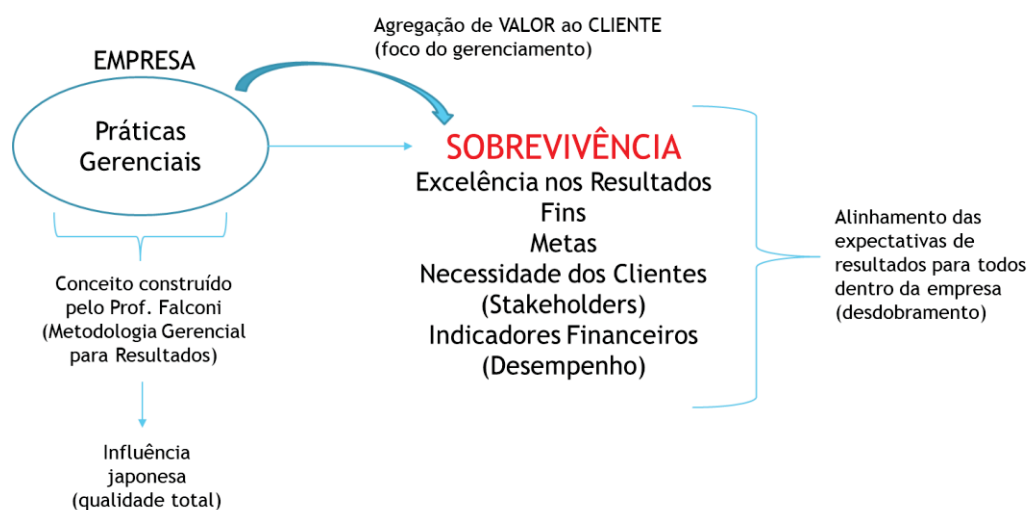 Agregação de VALOR ao CLIENTE
(foco do gerenciamento)
EMPRESA
Práticas
Gerenciais
SOBREVIVÊNCIA
Excelência nos Resultados
Fins
Metas
Necessidade dos Clientes
(Stakeholders)
Indicadores Financeiros
(Desempenho)
Alinhamento das
expectativas de
resultados para todos
dentro da empresa
(desdobramento)
Conceito construído
pelo Prof. Falconi
(Metodologia Gerencial
para Resultados)
Influência
japonesa
(qualidade total)